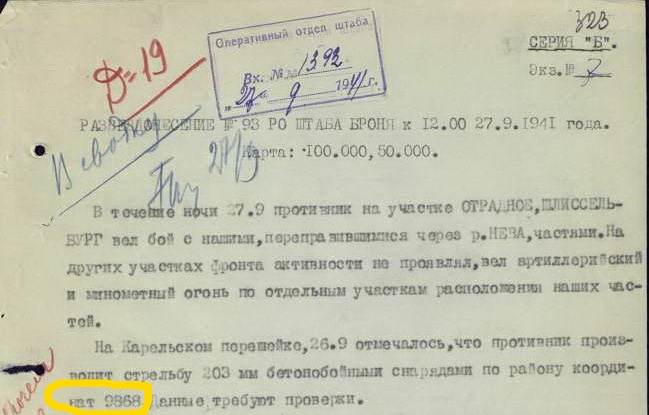 323
СЕРИЯ "Б".
Экз.№ 3
Оперативный отдел штаба
Вх. № 1392
„27" 9 1941 г.
Д-19
В сводку
27/9
РАЗВЕДДОНЕСЕНИЕ № 93 РО ШТАБА БРОНЯ к 12.00 27.9.1941 года.
Карта: 100.000,50.000.
В течение ночи 27.9 противник на участке ОТРАДНОЕ,ШЛИССЕЛЬ-
БУРГ вел бой с нашими,переправившимися через р.НЕВА,частями.На
других участках фронта активности не проявлял,вел артиллерийский
и минометный огонь по отдельным участкам расположения наших час-
тей.
На Карельском перешейке,26.9 отмечалось,что противник произ-
водит стрельбу 203 мм бетонобойными снарядами по району коорди-
нат 9868 Данные требуют проверки.